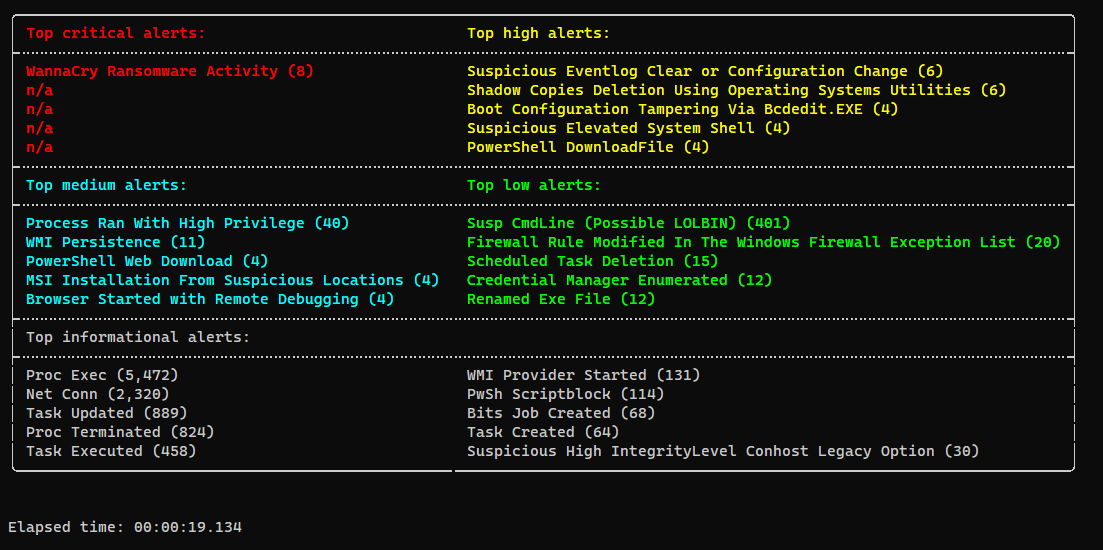 Top critical alerts: Top high alerts:
WannaCry Ransomware Activity (8) Suspicious Eventlog Clear or Configuration Change (6)
n/a Shadow Copies Deletion Using Operating Systems Utilities (6)
n/a Boot Configuration Tampering Via Bcdedit.EXE (4)
n/a Suspicious Elevated System Shell (4)
n/a PowerShell DownloadFile (4)
Top medium alerts: Top low alerts:
Process Ran With High Privilege (40) Susp CmdLine (Possible LOLBIN) (401)
WMI Persistence (11) Firewall Rule Modified In The Windows Firewall Exception List (20)
PowerShell Web Download (4) Scheduled Task Deletion (15)
MSI Installation From Suspicious Locations (4) Credential Manager Enumerated (12)
Browser Started with Remote Debugging (4) Renamed Exe File (12)
Top informational alerts:
Proc Exec (5,472) WMI Provider Started (131)
Net Conn (2,320) PwSh Scriptblock (114)
Task Updated (889) Bits Job Created (68)
Proc Terminated (824) Task Created (64)
Task Executed (458) Suspicious High IntegrityLevel Conhost Legacy Option (30)
Elapsed time: 00:00:19.134